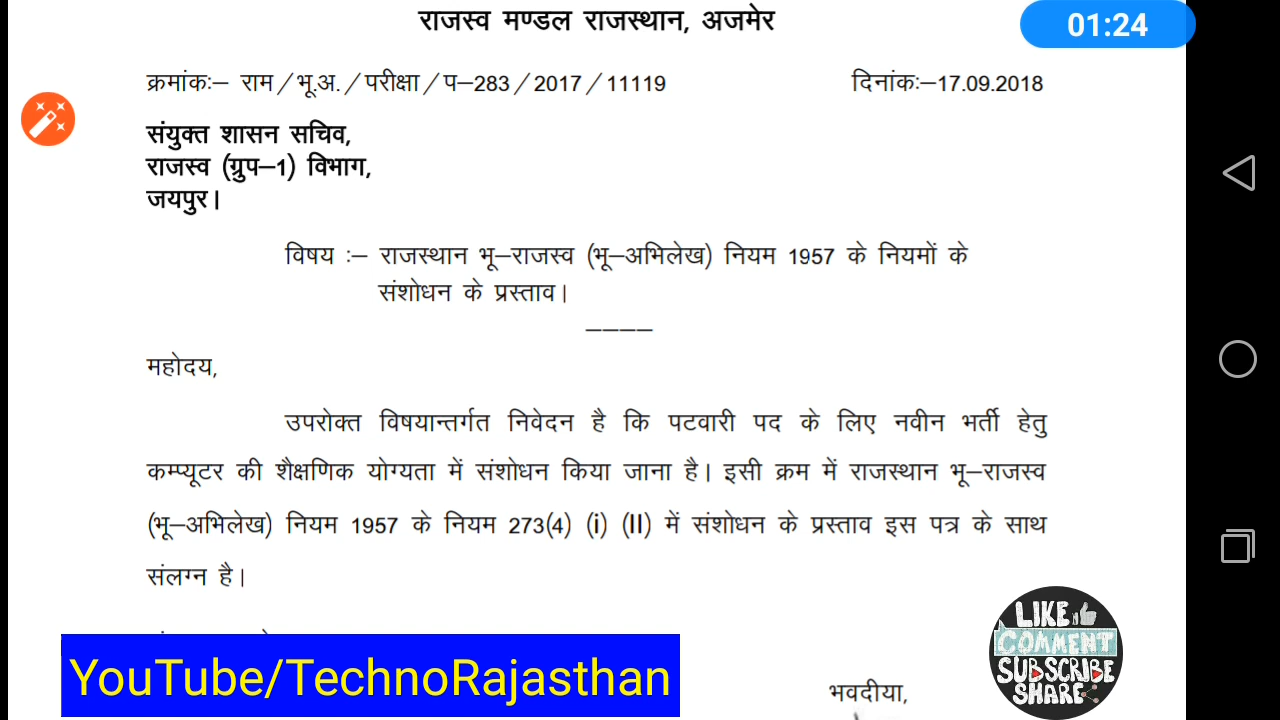 राजस्व मण्डल राजस्थान, अजमेर
01:24
क्रमांकः– राम/भू.अ./परीक्षा/प–283/2017/11119 दिनांकः–17.09.2018
संयुक्त शासन सचिव,
राजस्व (ग्रुप–1) विभाग,
जयपुर।
विषय :– राजस्थान भू–राजस्व (भू–अभिलेख) नियम 1957 के नियमों के
संशोधन के प्रस्ताव।
––––
महोदय,
उपरोक्त विषयान्तर्गत निवेदन है कि पटवारी पद के लिए नवीन भर्ती हेतु
कम्प्यूटर की शैक्षणिक योग्यता में संशोधन किया जाना है। इसी क्रम में राजस्थान भू–राजस्व
(भू–अभिलेख) नियम 1957 के नियम 273(4) (i) (II) में संशोधन के प्रस्ताव इस पत्र के साथ
संलग्न है।
YouTube/TechnoRajasthan
भवदीया,
LIKE
COMMENT
SUBSCRIBE
SHARE